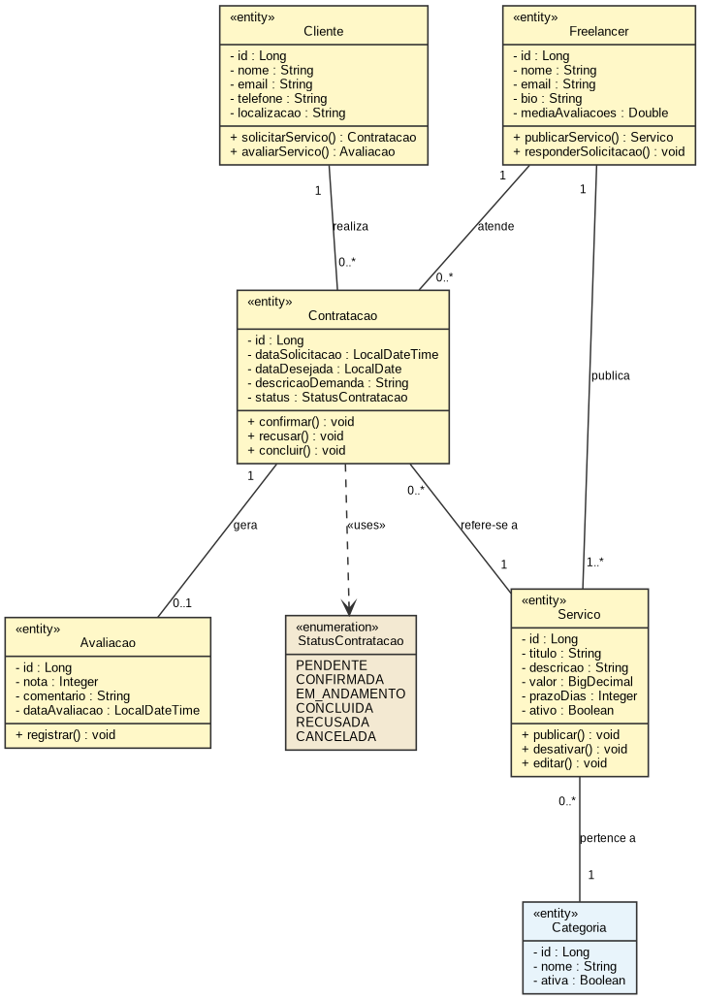 «entity»
Cliente
- id : Long
- nome : String
- email : String
- telefone : String
- localizacao : String
+ solicitarServico() : Contratacao
+ avaliarServico() : Avaliacao
«entity»
Freelancer
- id : Long
- nome : String
- email : String
- bio : String
- mediaAvaliacoes : Double
+ publicarServico() : Servico
+ responderSolicitacao() : void
1
1
1
realiza
atende
0..*
0..*
«entity»
Contratacao
- id : Long
- dataSolicitacao : LocalDateTime
- dataDesejada : LocalDate
- descricaoDemanda : String
- status : StatusContratacao
+ confirmar() : void
+ recusar() : void
+ concluir() : void
publica
1
0..*
gera
«uses»
refere-se a
1
1..*
0..1
«entity»
Avaliacao
- id : Long
- nota : Integer
- comentario : String
- dataAvaliacao : LocalDateTime
+ registrar() : void
«enumeration»
StatusContratacao
PENDENTE
CONFIRMADA
EM_ANDAMENTO
CONCLUIDA
RECUSADA
CANCELADA
«entity»
Servico
- id : Long
- titulo : String
- descricao : String
- valor : BigDecimal
- prazoDias : Integer
- ativo : Boolean
+ publicar() : void
+ desativar() : void
+ editar() : void
0..*
pertence a
1
«entity»
Categoria
- id : Long
- nome : String
- ativa : Boolean